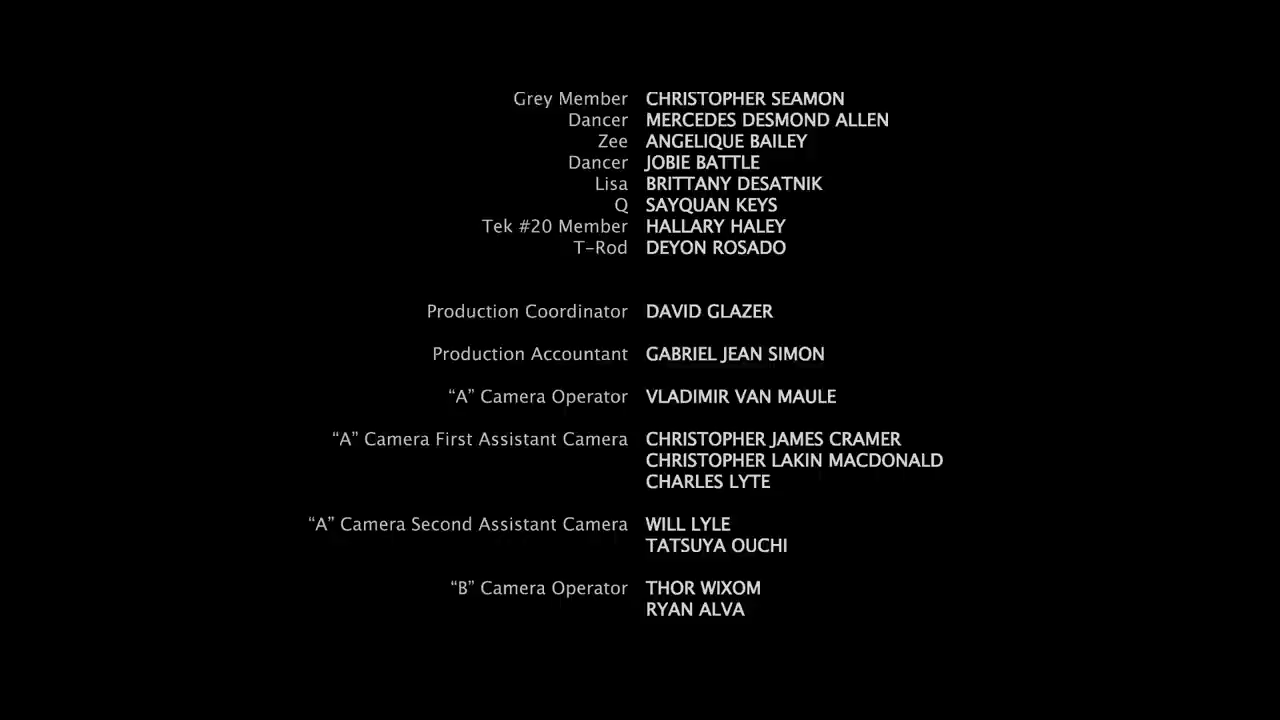 Grey Member CHRISTOPHER SEAMON
Dancer MERCEDES DESMOND ALLEN
Zee ANGELIQUE BAILEY
Dancer JOBIE BATTLE
Lisa BRITTANY DESATNIK
Q SAYQUAN KEYS
Tek #20 Member HALLARY HALEY
T-Rod DEYON ROSADO
Production Coordinator DAVID GLAZER
Production Accountant GABRIEL JEAN SIMON
“A” Camera Operator VLADIMIR VAN MAULE
“A” Camera First Assistant Camera CHRISTOPHER JAMES CRAMER
CHRISTOPHER LAKIN MACDONALD
CHARLES LYTE
“A” Camera Second Assistant Camera WILL LYLE
TATSUYA OUCHI
“B” Camera Operator THOR WIXOM
RYAN ALVA